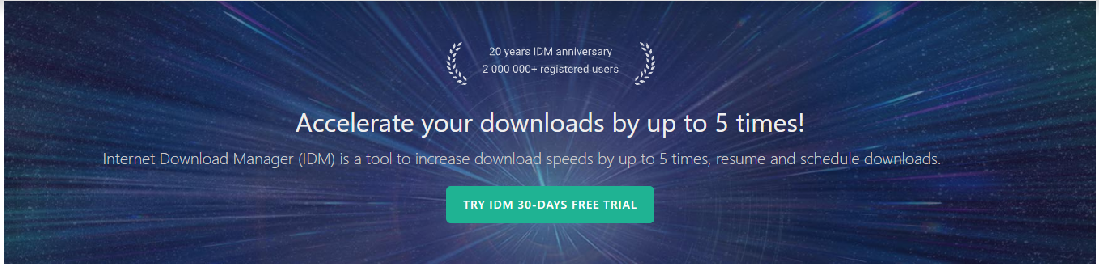 20 years IDM anniversary
2 000 000+ registered users
Accelerate your downloads by up to 5 times!
Internet Download Manager (IDM) is a tool to increase download speeds by up to 5 times, resume and schedule downloads.
TRY IDM 30-DAYS FREE TRIAL